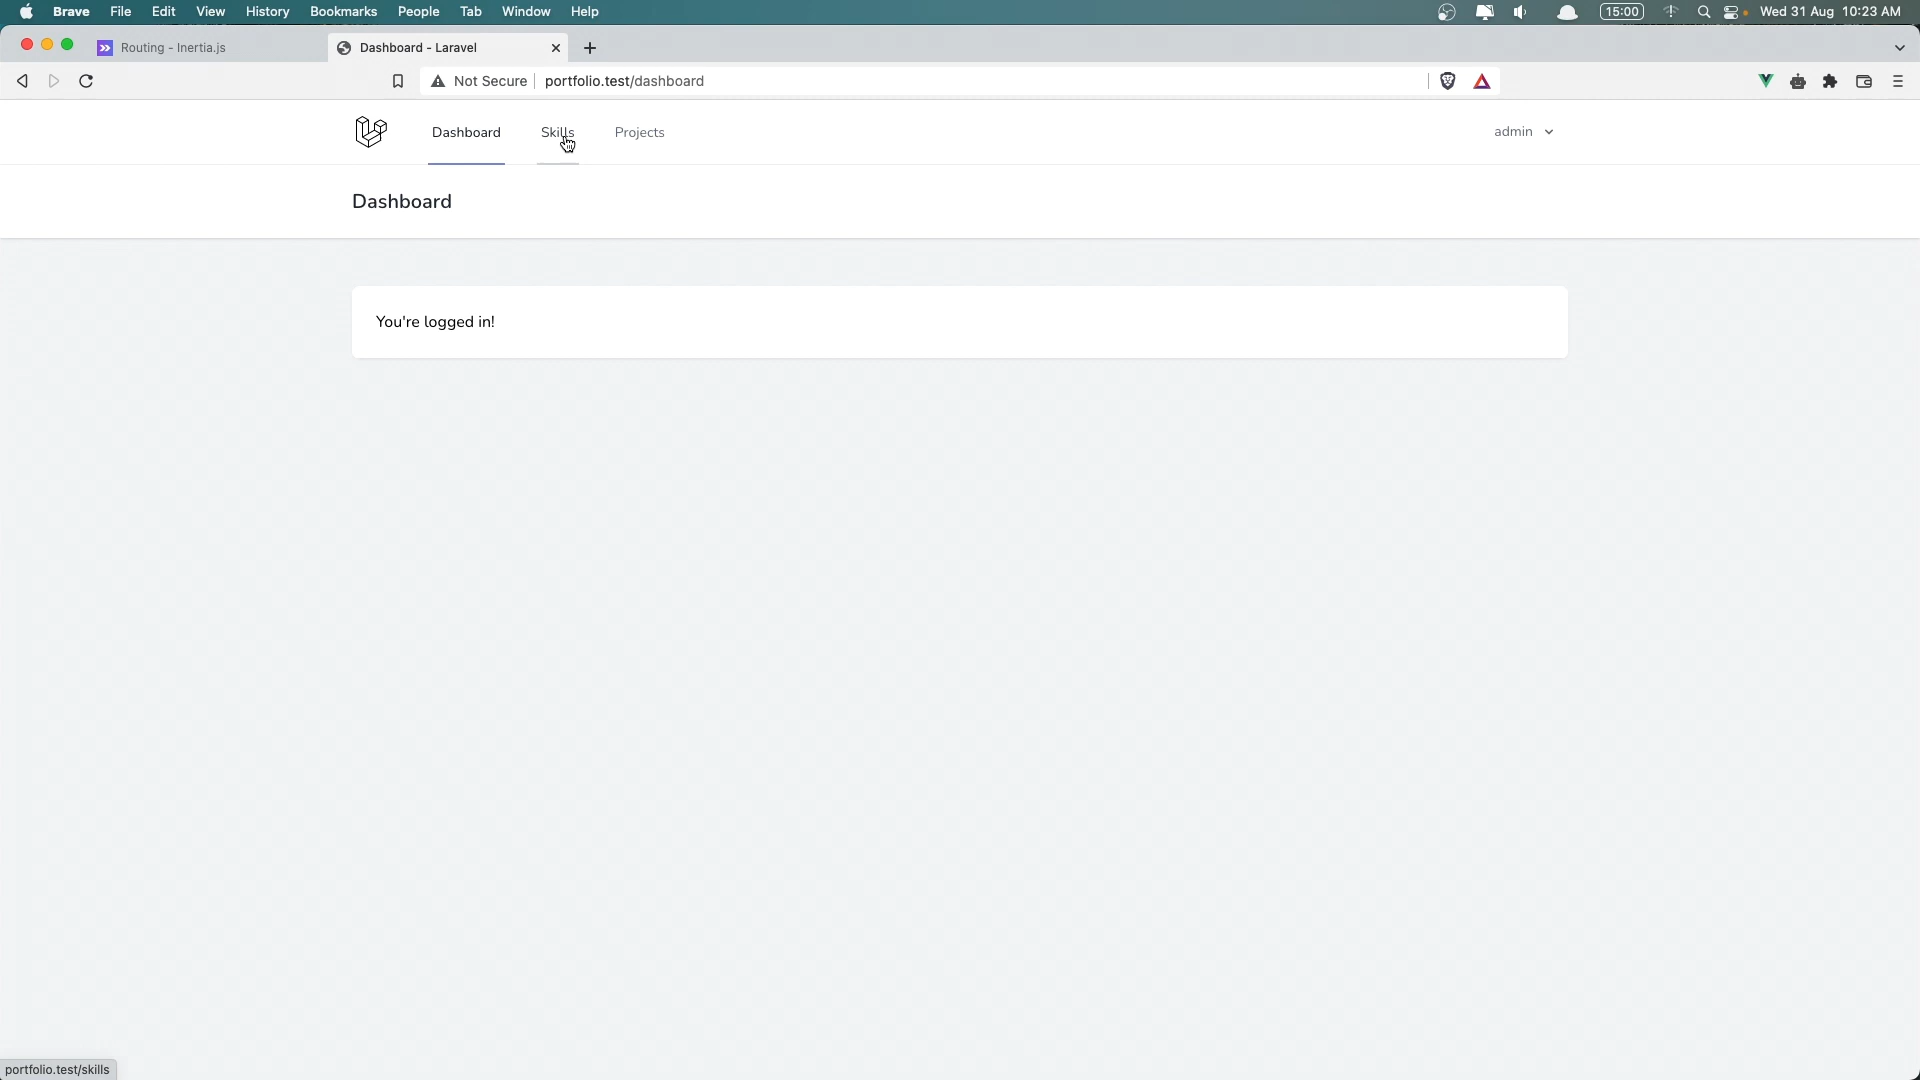 Brave File Edit View History Bookmarks People Tab Window Help 15:00 Wed 31 Aug 10:23 AM
Routing - Inertia.js Dashboard - Laravel
Not Secure portfolio.test/dashboard
Dashboard Skills Projects admin
Dashboard
You're logged in!
portfolio.test/skills